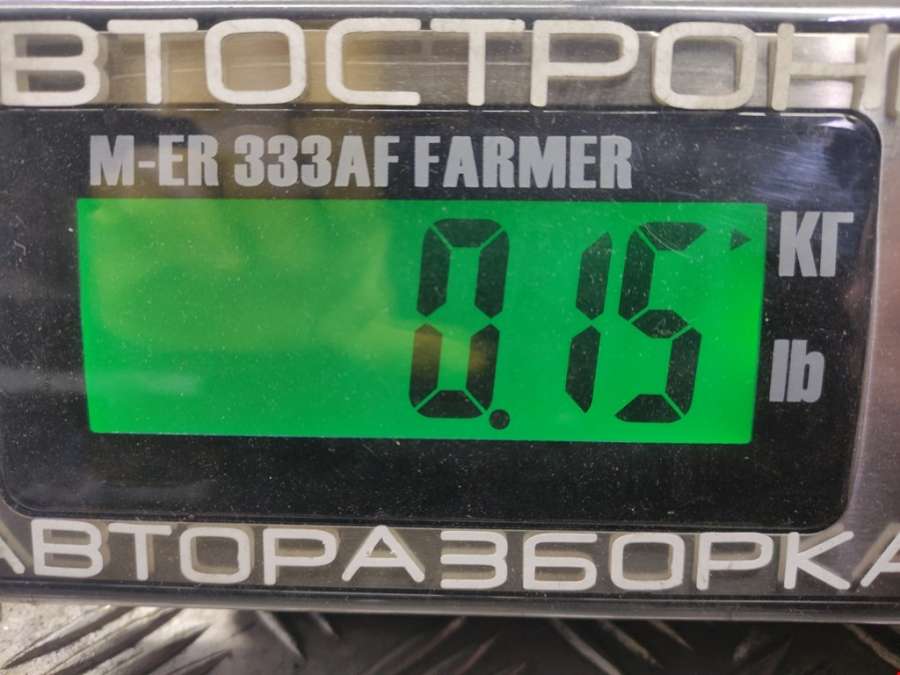 ВТОСТРОН
M-ER 333AF FARMER
0.15
КГ
lb
АВТОРАЗБОРКА